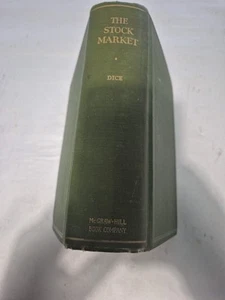 THE
STOCK
MARKET
DICE
McGRAW-HILL
BOOK COMPANY